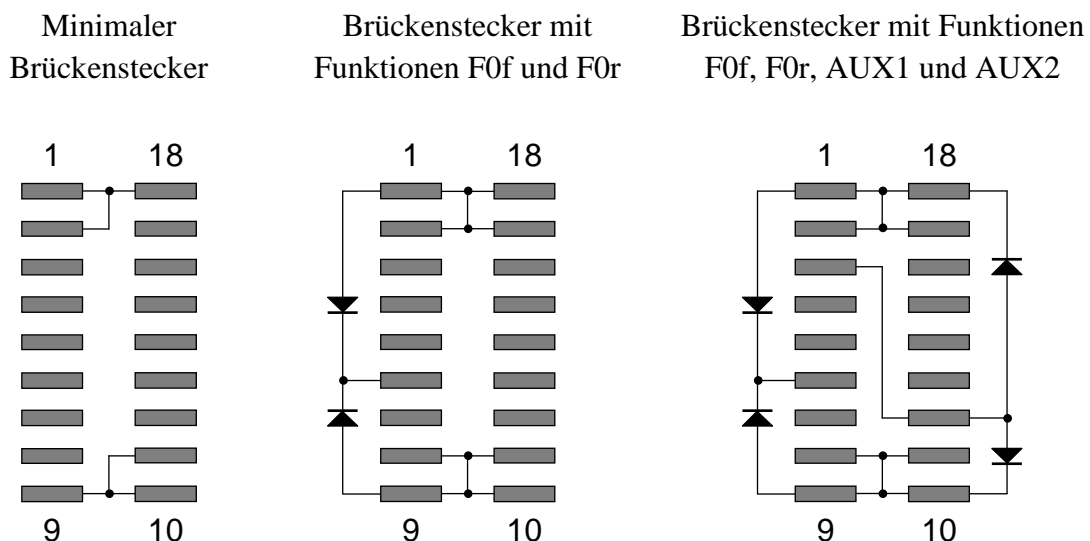 Minimaler
Brückenstecker
Brückenstecker mit
Funktionen F0f und F0r
Brückenstecker mit Funktionen
F0f, F0r, AUX1 und AUX2
1 18
9 10
1 18
9 10
1 18
9 10